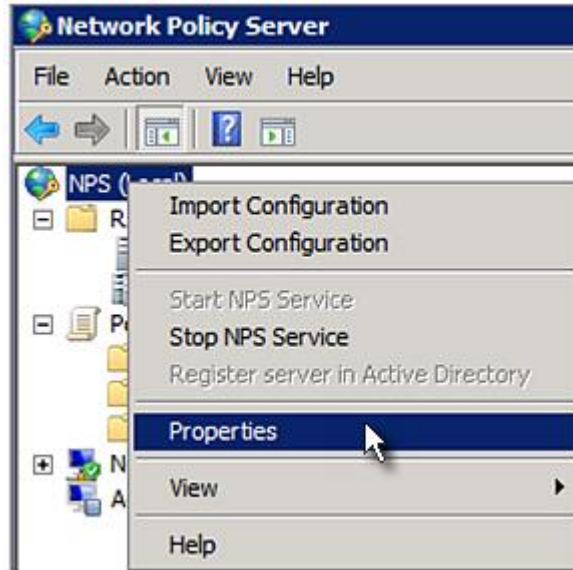 Network Policy Server
File Action View Help
NPS (Local)
Import Configuration
Export Configuration
Start NPS Service
Stop NPS Service
Register server in Active Directory
Properties
View
Help